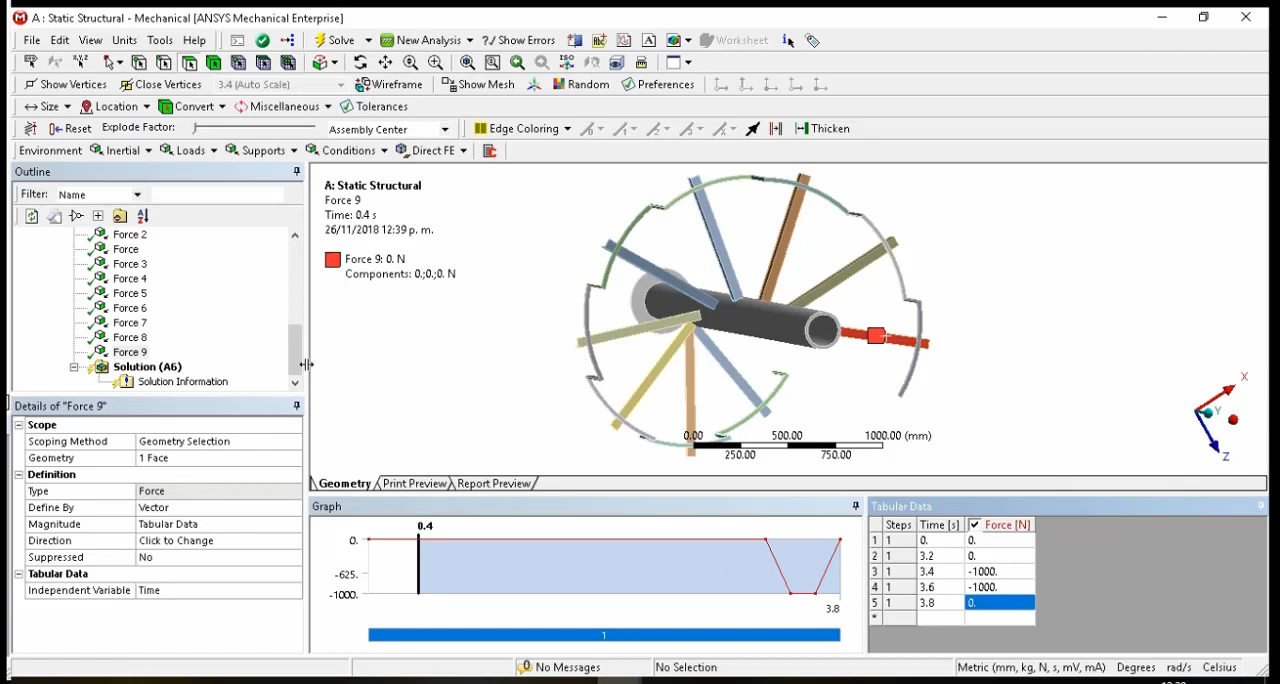 A : Static Structural - Mechanical [ANSYS Mechanical Enterprise]
File Edit View Units Tools Help Solve New Analysis ?/ Show Errors Worksheet
Show Vertices Close Vertices 3.4 (Auto Scale) Wireframe Show Mesh Random Preferences
Size Location Convert Miscellaneous Tolerances
Reset Explode Factor: Assembly Center Edge Coloring Thicken
Environment Inertial Loads Supports Conditions Direct FE
Outline
Filter: Name
Force 2
Force
Force 3
Force 4
Force 5
Force 6
Force 7
Force 8
Force 9
Solution (A6)
Solution Information
Details of "Force 9"
Scope
Scoping Method Geometry Selection
Geometry 1 Face
Definition
Type Force
Define By Vector
Magnitude Tabular Data
Direction Click to Change
Suppressed No
Tabular Data
Independent Variable Time
A: Static Structural
Force 9
Time: 0.4 s
26/11/2018 12:39 p. m.
Force 9: 0. N
Components: 0.;0.;0. N
0.00 500.00 1000.00 (mm)
250.00 750.00
X
Y
Z
Geometry Print Preview Report Preview
Graph
0.4
0.
-625.
-1000.
3.8
1
Tabular Data
Steps Time [s] Force [N]
1 1 0. 0.
2 1 3.2 0.
3 1 3.4 -1000.
4 1 3.6 -1000.
5 1 3.8 0.
*
No Messages No Selection Metric (mm, kg, N, s, mV, mA) Degrees rad/s Celsius